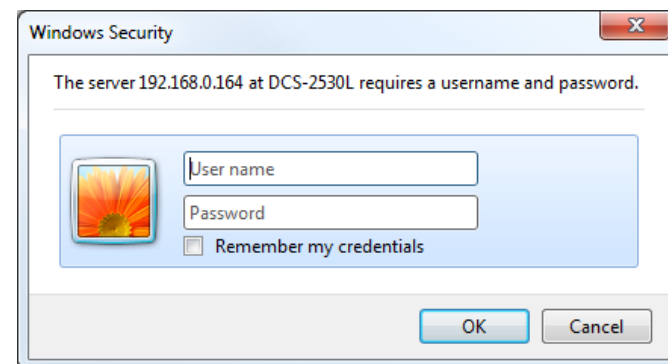 Windows Security
The server 192.168.0.164 at DCS-2530L requires a username and password.
User name
Password
Remember my credentials
OK
Cancel